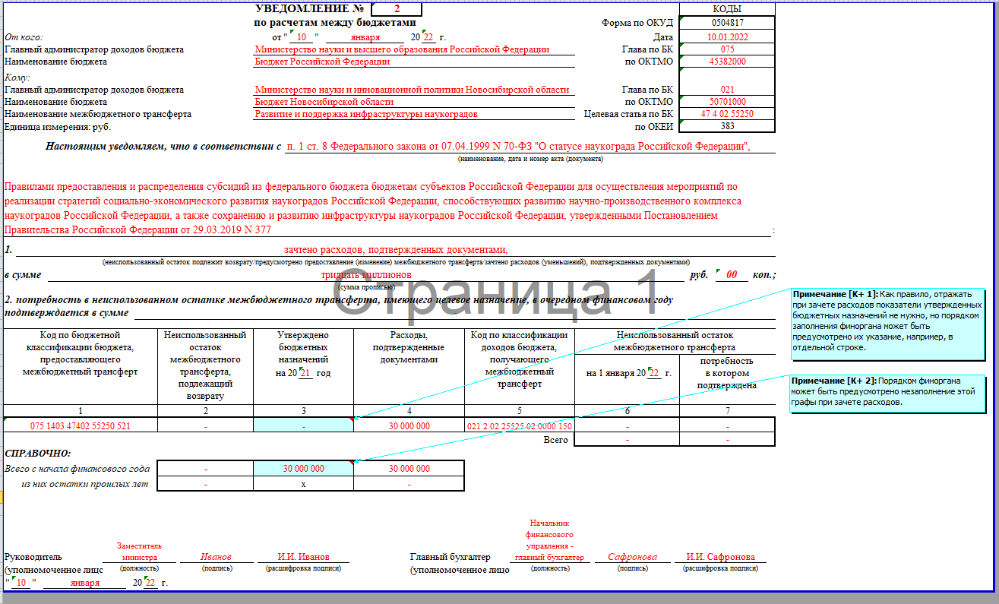 УВЕДОМЛЕНИЕ № 2
КОДЫ
по расчетам между бюджетами
Форма по ОКУД 0504817
От кого: от " 10 " января 20 22 г. Дата 10.01.2022
Главный администратор доходов бюджета Министерство науки и высшего образования Российской Федерации Глава по БК 075
Наименование бюджета Бюджет Российской Федерации по ОКТМО 45382000
Кому:
Главный администратор доходов бюджета Министерство науки и инновационной политики Новосибирской области Глава по БК 021
Наименование бюджета Бюджет Новосибирской области по ОКТМО 50701000
Наименование межбюджетного трансферта Развитие и поддержка инфраструктуры наукоградов Целевая статья по БК 47 4 02 55250
Единица измерения: руб. по ОКЕИ 383
Настоящим уведомляем, что в соответствии с п. 1 ст. 8 Федерального закона от 07.04.1999 N 70-ФЗ "О статусе наукограда Российской Федерации",
(наименование, дата и номер акта (документа)
Правилами предоставления и распределения субсидий из федерального бюджета бюджетам субъектов Российской Федерации для осуществления мероприятий по
реализации стратегий социально-экономического развития наукоградов Российской Федерации, способствующих развитию научно-производственного комплекса
наукоградов Российской Федерации, а также сохранению и развитию инфраструктуры наукоградов Российской Федерации, утвержденными Постановлением
Правительства Российской Федерации от 29.03.2019 N 377 :
1. зачтено расходов, подтвержденных документами,
(неиспользованный остаток подлежит возврату/предусмотрено предоставление (изменение) межбюджетного трансферта/зачтено расходов (уменьшений), подтвержденных документами)
в сумме тридцать миллионов руб. 00 коп.;
(сумма прописью)
Страница 1
2. потребность в неиспользованном остатке межбюджетного трансферта, имеющего целевое назначение, в очередном финансовом году
подтверждается в сумме -
Код по бюджетной
классификации бюджета,
предоставляющего
межбюджетный трансферт
Неиспользованный
остаток
межбюджетного
трансферта,
подлежащий
возврату
Утверждено
бюджетных
назначений
на 20 21 год
Расходы,
подтвержденные
документами
Код по классификации
доходов бюджета,
получающего
межбюджетный
трансферт
Неиспользованный остаток
межбюджетного трансферта
на 1 января 20 22 г.
потребность
в котором
подтверждена
1 2 3 4 5 6 7
075 1403 47402 55250 521 - - 30 000 000 021 2 02 25525 02 0000 150 - -
Всего - -
СПРАВОЧНО:
Всего с начала финансового года - 30 000 000 30 000 000
из них остатки прошлых лет - х -
Примечание [К+ 1]: Как правило, отражать
при зачете расходов показатели утвержденных
бюджетных назначений не нужно, но порядком
заполнения финоргана может быть
предусмотрено их указание, например, в
отдельной строке.
Примечание [К+ 2]: Порядком финоргана
может быть предусмотрено незаполнение этой
графы при зачете расходов.
Руководитель
(уполномоченное лицо
Заместитель
министра
(должность)
Иванов
(подпись)
И.И. Иванов
(расшифровка подписи)
Главный бухгалтер
(уполномоченное лицо
Начальник
финансового
управления -
главный бухгалтер
(должность)
Сафронова
(подпись)
И.И. Сафронова
(расшифровка подписи)
" 10 " января 20 22 г.